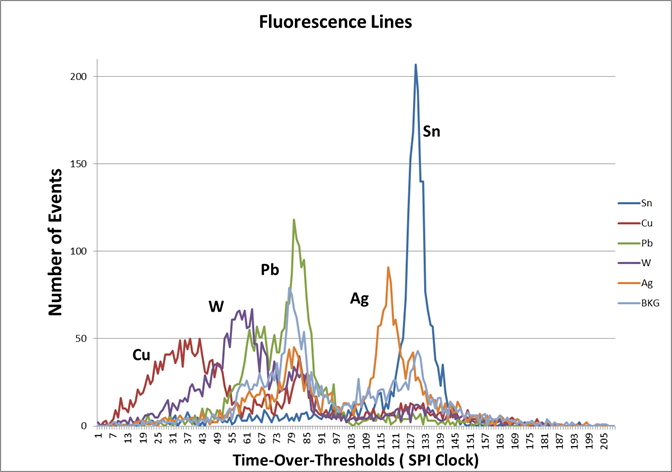 Fluorescence Lines
Number of Events
200
150
100
50
0
Cu
W
Pb
Ag
Sn
Sn
Cu
Pb
W
Ag
BKG
1 7 13 19 25 31 37 43 49 55 61 67 73 79 85 91 97 103 109 115 121 127 133 139 145 151 157 163 169 175 181 187 193 199 205
Time-Over-Thresholds ( SPI Clock)